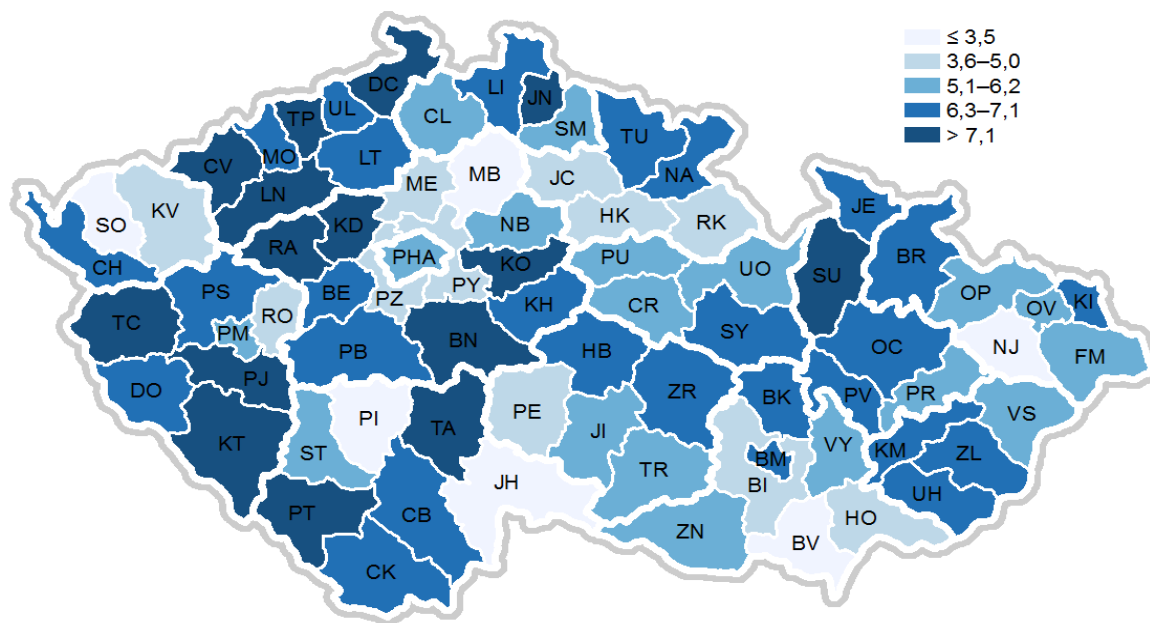 ≤ 3,5
3,6–5,0
5,1–6,2
6,3–7,1
> 7,1
DC
LI
JN
TP
UL
CL
SM
TU
CV
MO
LT
NA
LN
ME
MB
JC
KV
SO
KD
NB
HK
RK
JE
RA
CH
PHA
KO
PU
UO
SU
BR
PS
BE
PZ
PY
KH
CR
OP
OV
KI
TC
RO
PM
PB
BN
HB
SY
OC
NJ
FM
PJ
DO
ZR
BK
PV
PR
VS
PI
TA
PE
KT
ST
JI
VY
KM
ZL
BM
TR
BI
JH
UH
PT
CB
HO
ZN
BV
CK